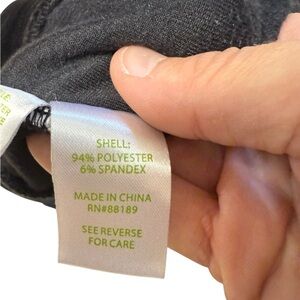 SHELL:
94% POLYESTER
6% SPANDEX
MADE IN CHINA
RN#88189
SEE REVERSE
FOR CARE